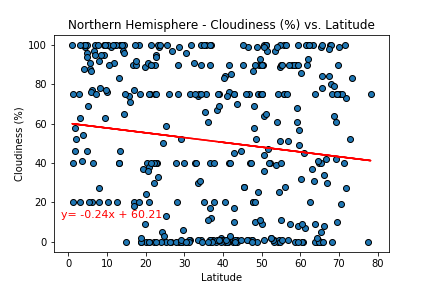 Northern Hemisphere - Cloudiness (%) vs. Latitude
100
80
60
40
20
0
Cloudiness (%)
y= -0.24x + 60.21
0 10 20 30 40 50 60 70 80
Latitude